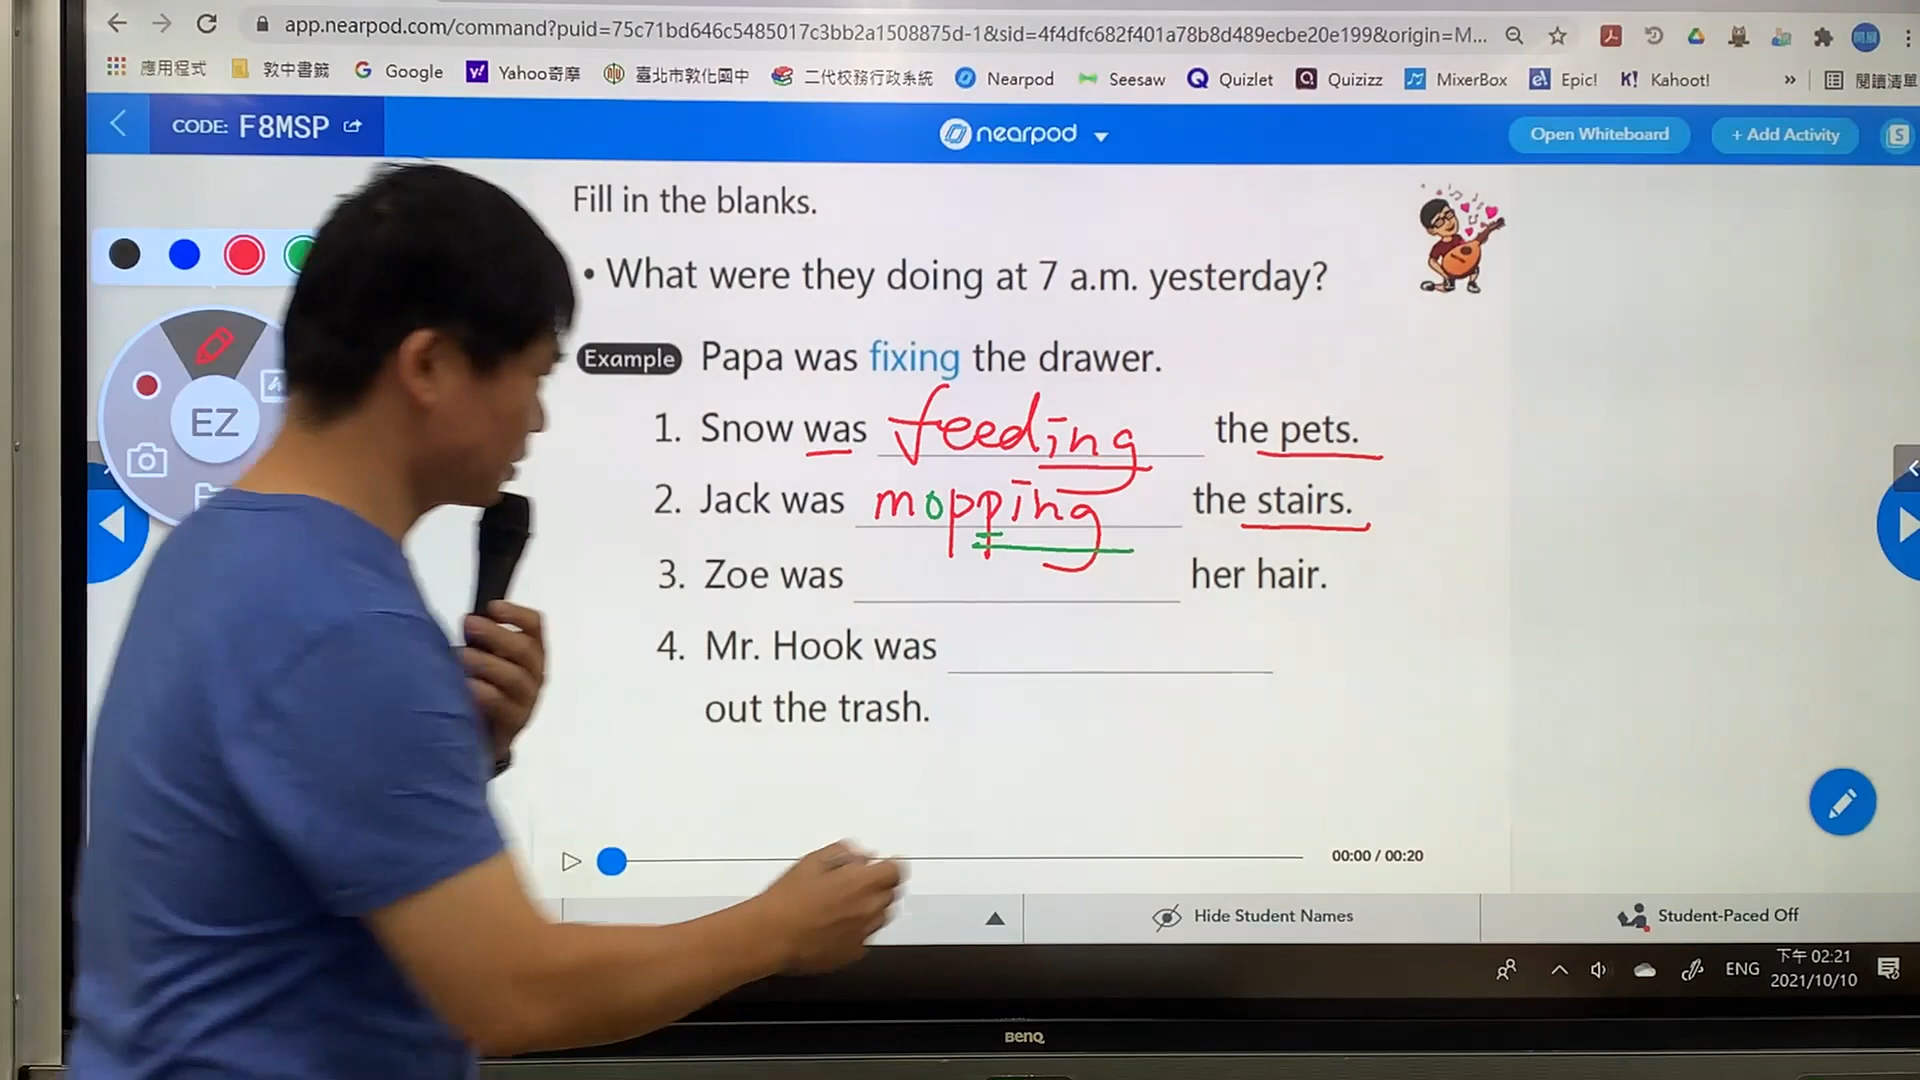 app.nearpod.com/command?puid=75c71bd646c5485017c3bb2a1508875d-1&sid=4f4dfc682f401a78b8d489ecbe20e199&origin=M...
應用程式 敦中書籤 Google Yahoo奇摩 臺北市敦化國中 二代校務行政系統 Nearpod Seesaw Quizlet Quizizz MixerBox Epic! Kahoot! » 閱讀清單
CODE: F8MSP nearpod Open Whiteboard + Add Activity S
Fill in the blanks.
• What were they doing at 7 a.m. yesterday?
Example Papa was fixing the drawer.
1. Snow was feeding the pets.
EZ
2. Jack was mopping the stairs.
3. Zoe was her hair.
4. Mr. Hook was
out the trash.
00:00 / 00:20
Hide Student Names Student-Paced Off
ENG 下午 02:21
2021/10/10
BenQ